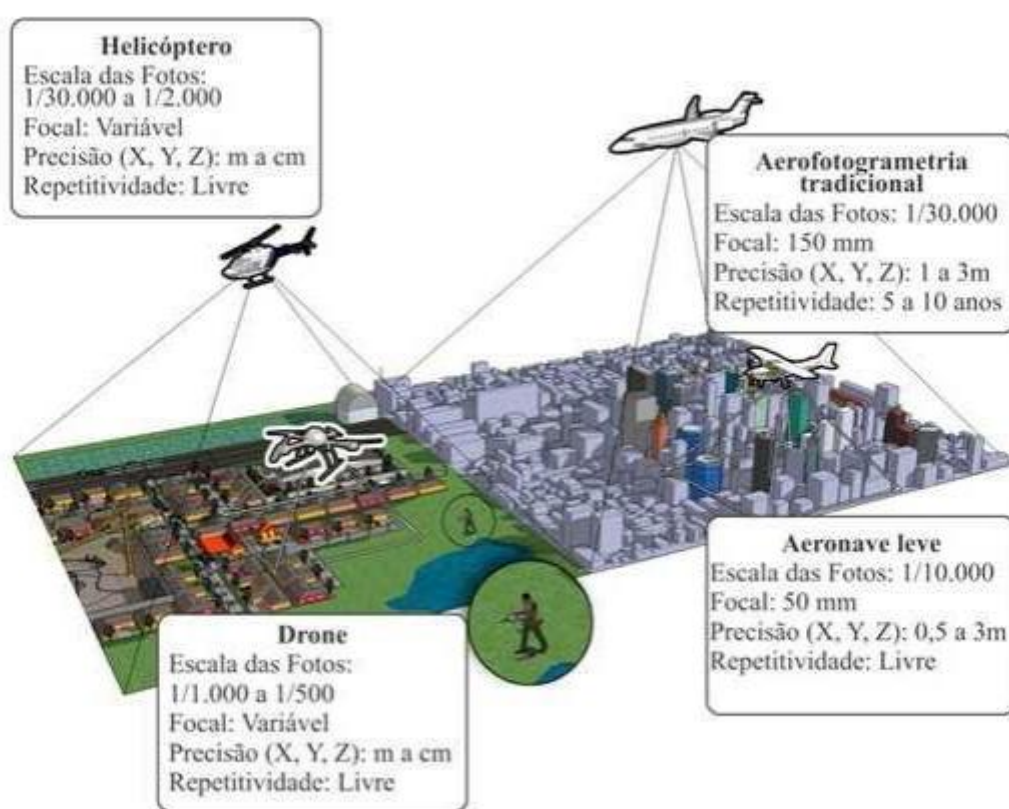 Helicóptero
Escala das Fotos:
1/30.000 a 1/2.000
Focal: Variável
Precisão (X, Y, Z): m a cm
Repetitividade: Livre
Aerofotogrametria
tradicional
Escala das Fotos: 1/30.000
Focal: 150 mm
Precisão (X, Y, Z): 1 a 3m
Repetitividade: 5 a 10 anos
Aeronave leve
Escala das Fotos: 1/10.000
Focal: 50 mm
Precisão (X, Y, Z): 0,5 a 3m
Repetitividade: Livre
Drone
Escala das Fotos:
1/1.000 a 1/500
Focal: Variável
Precisão (X, Y, Z): m a cm
Repetitividade: Livre